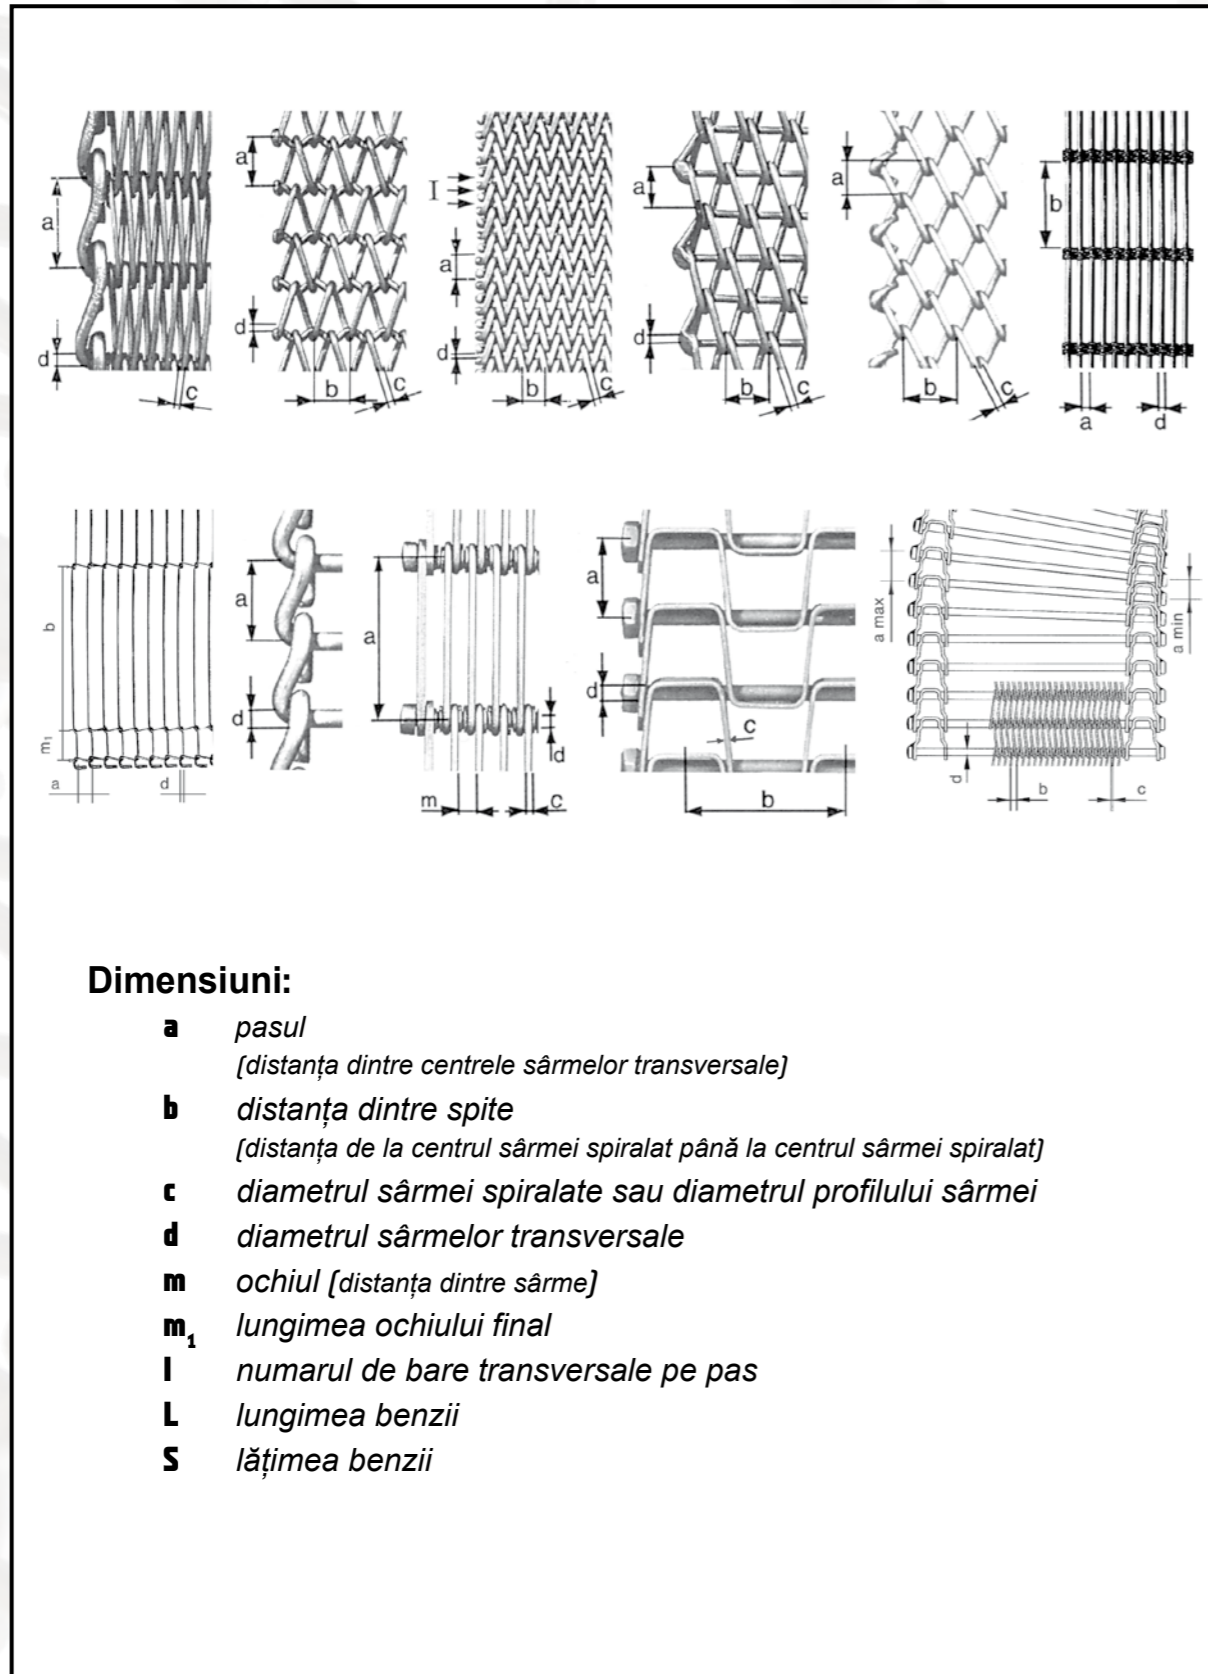 a d c
a d b c
I a d b c
a d b c
a b c
b a d
b m₁ a d
a d
a d m c
a d c b
a max a min d b c
Dimensiuni:
a pasul
(distanța dintre centrele sârmelor transversale)
b distanța dintre spite
(distanța de la centrul sârmei spiralat până la centrul sârmei spiralat)
c diametrul sârmei spiralate sau diametrul profilului sârmei
d diametrul sârmelor transversale
m ochiul (distanța dintre sârme)
m₁ lungimea ochiului final
I numarul de bare transversale pe pas
L lungimea benzii
S lățimea benzii